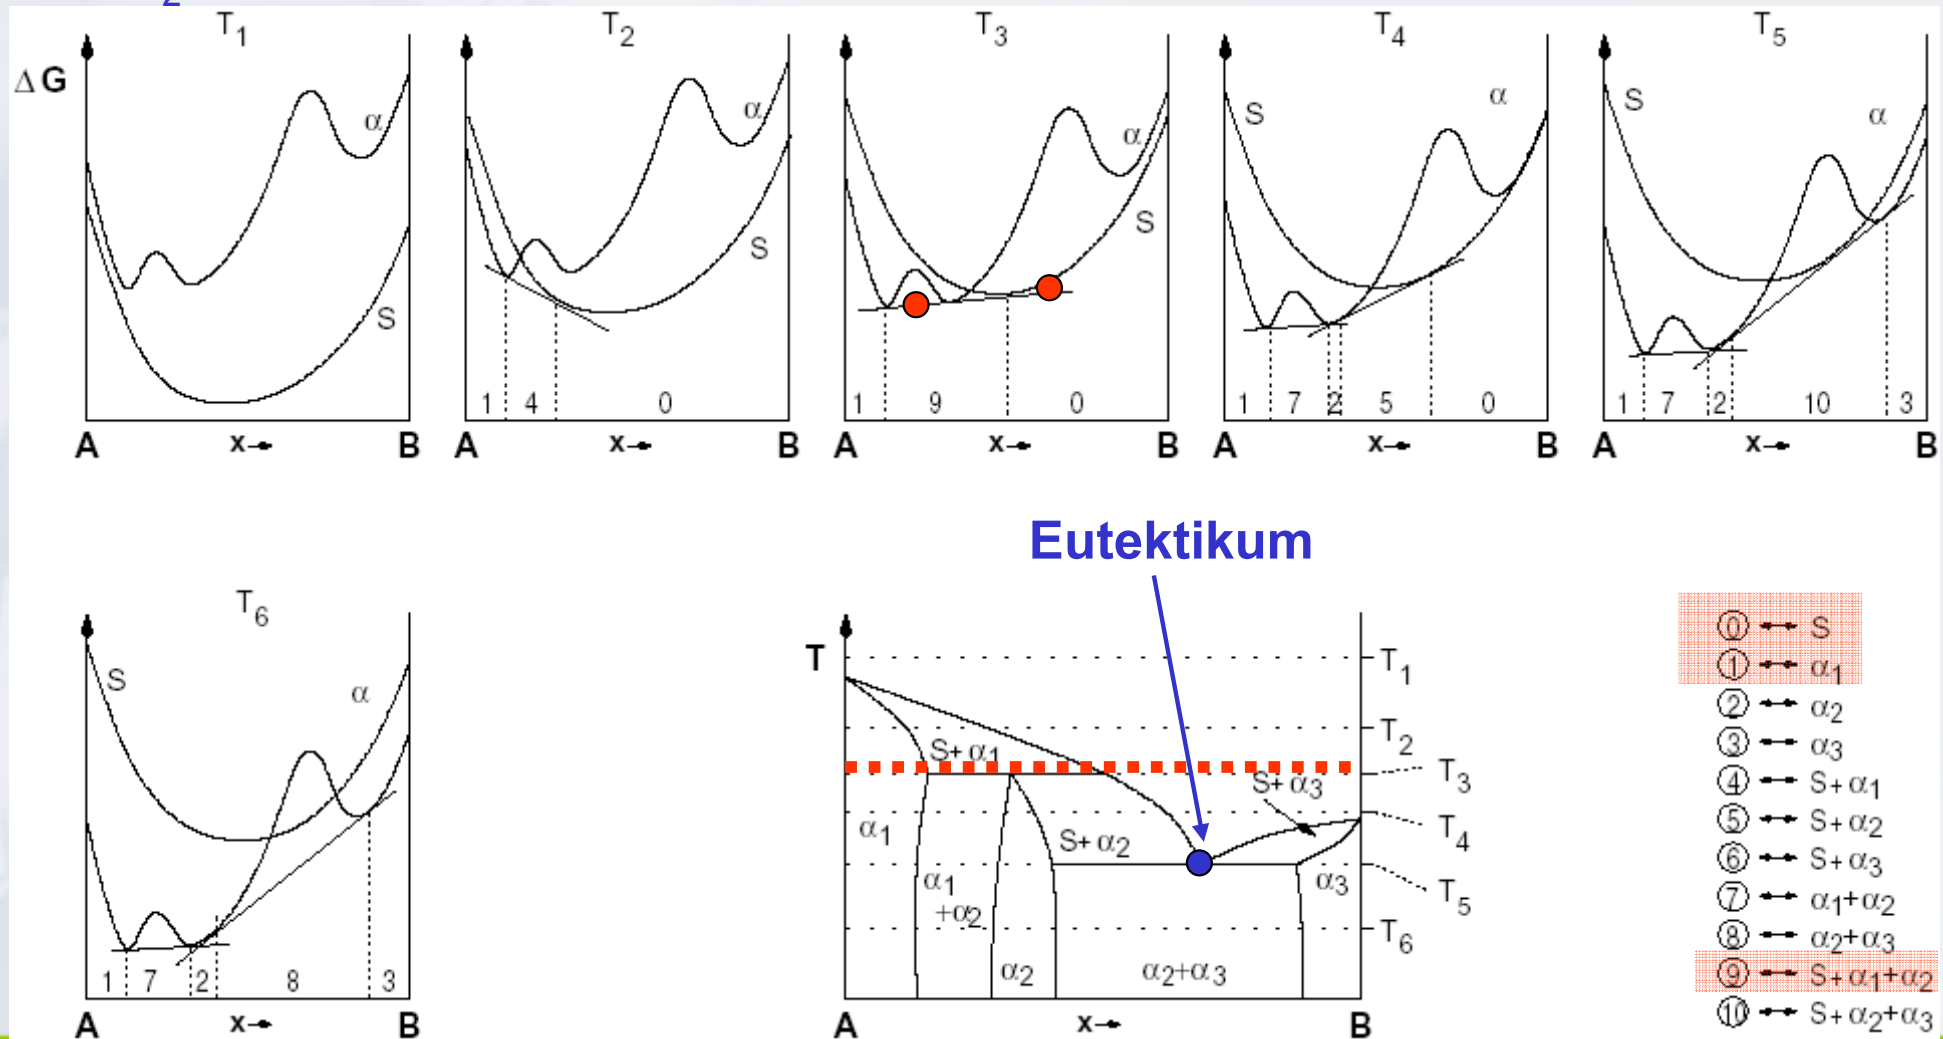 2
T1
T2
T3
T4
T5
ΔG
α
S
α
S
α
S
S
α
S
α
1 4 0
1 9 0
1 7 2 5 0
1 7 2 10 3
A x B
A x B
A x B
A x B
A x B
Eutektikum
T6
S
α
1 7 2 8 3
A x B
T
T1
T2
T3
T4
T5
T6
S+α1
S+α3
α1
S+α2
α1
+α2
α3
α2
α2+α3
A x B
0 ↔ S
1 ↔ α1
2 ↔ α2
3 ↔ α3
4 ↔ S+α1
5 ↔ S+α2
6 ↔ S+α3
7 ↔ α1+α2
8 ↔ α2+α3
9 ↔ S+α1+α2
10 ↔ S+α2+α3